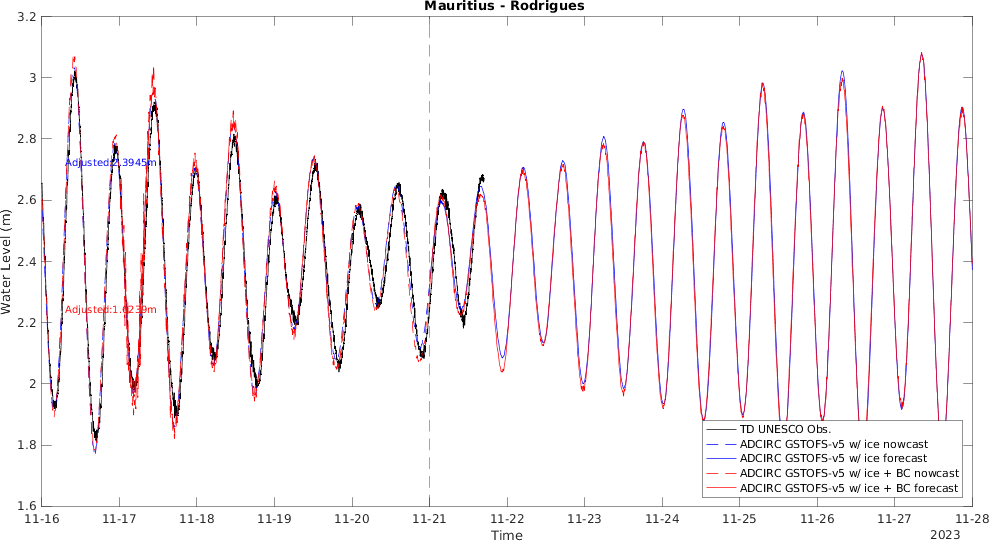 Mauritius - Rodrigues
3.2
3
2.8
2.6
2.4
2.2
2
1.8
1.6
Water Level (m)
Adjusted:2.3945m
Adjusted:1.0239m
TD UNESCO Obs.
ADCIRC GSTOFS-v5 w/ ice nowcast
ADCIRC GSTOFS-v5 w/ ice forecast
ADCIRC GSTOFS-v5 w/ ice + BC nowcast
ADCIRC GSTOFS-v5 w/ ice + BC forecast
11-16 11-17 11-18 11-19 11-20 11-21 11-22 11-23 11-24 11-25 11-26 11-27 11-28
Time
2023